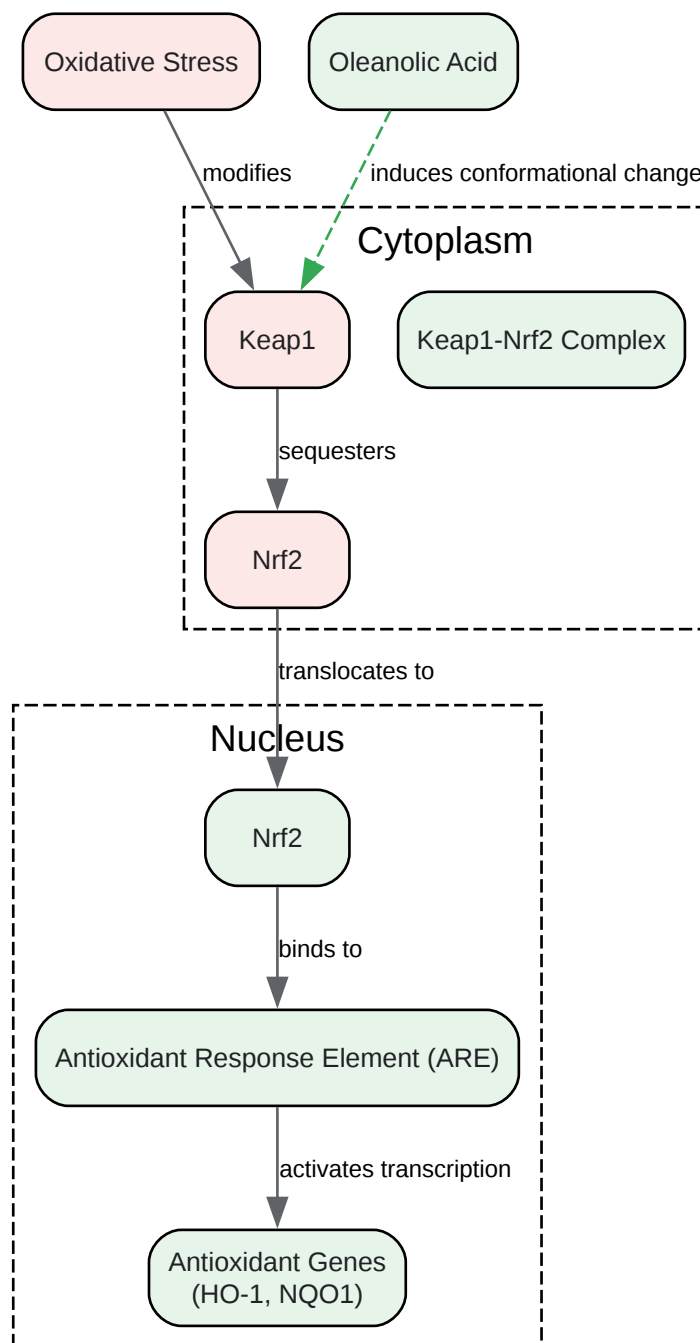 Oxidative Stress
Oleanolic Acid
modifies
induces conformational change
Cytoplasm
Keap1
Keap1-Nrf2 Complex
sequesters
Nrf2
translocates to
Nucleus
Nrf2
binds to
Antioxidant Response Element (ARE)
activates transcription
Antioxidant Genes
(HO-1, NQO1)